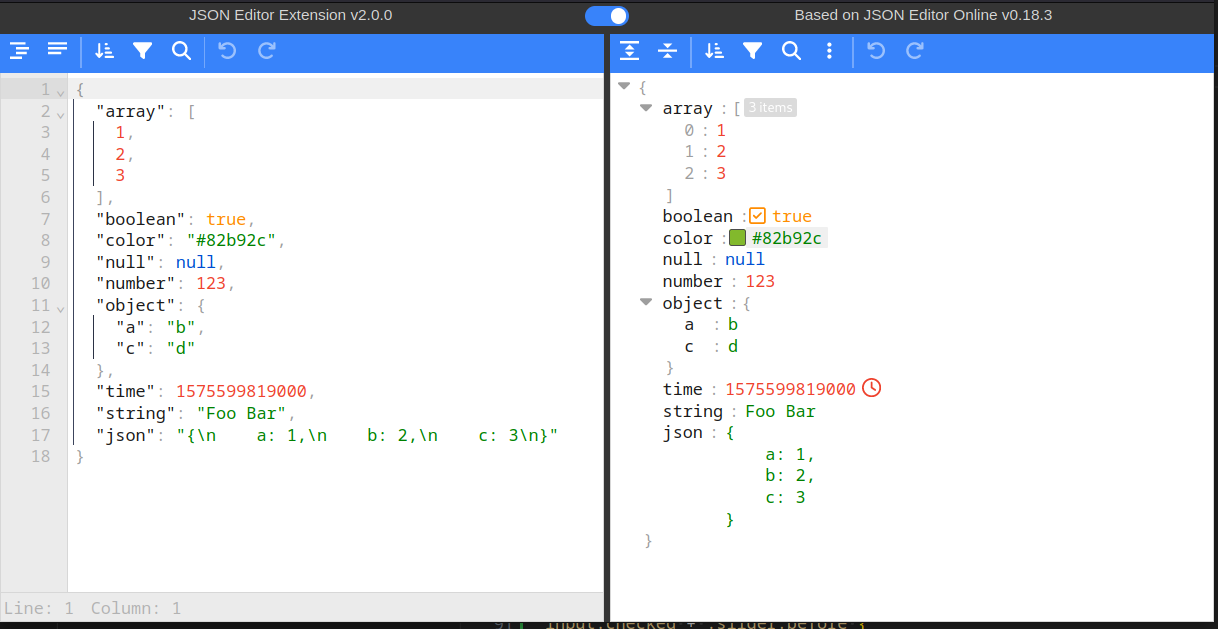 JSON Editor Extension v2.0.0
Based on JSON Editor Online v0.18.3
1 {
2 "array": [
3 1,
4 2,
5 3
6 ],
7 "boolean": true,
8 "color": "#82b92c",
9 "null": null,
10 "number": 123,
11 "object": {
12 "a": "b",
13 "c": "d"
14 },
15 "time": 1575599819000,
16 "string": "Foo Bar",
17 "json": "{\n    a: 1,\n    b: 2,\n    c: 3\n}"
18 }
Line: 1 Column: 1
{
array : [ 3 items
0 : 1
1 : 2
2 : 3
]
boolean : true
color : #82b92c
null : null
number : 123
object : {
a : b
c : d
}
time : 1575599819000
string : Foo Bar
json : {
a: 1,
b: 2,
c: 3
}
}
input:checked + .slider:before {